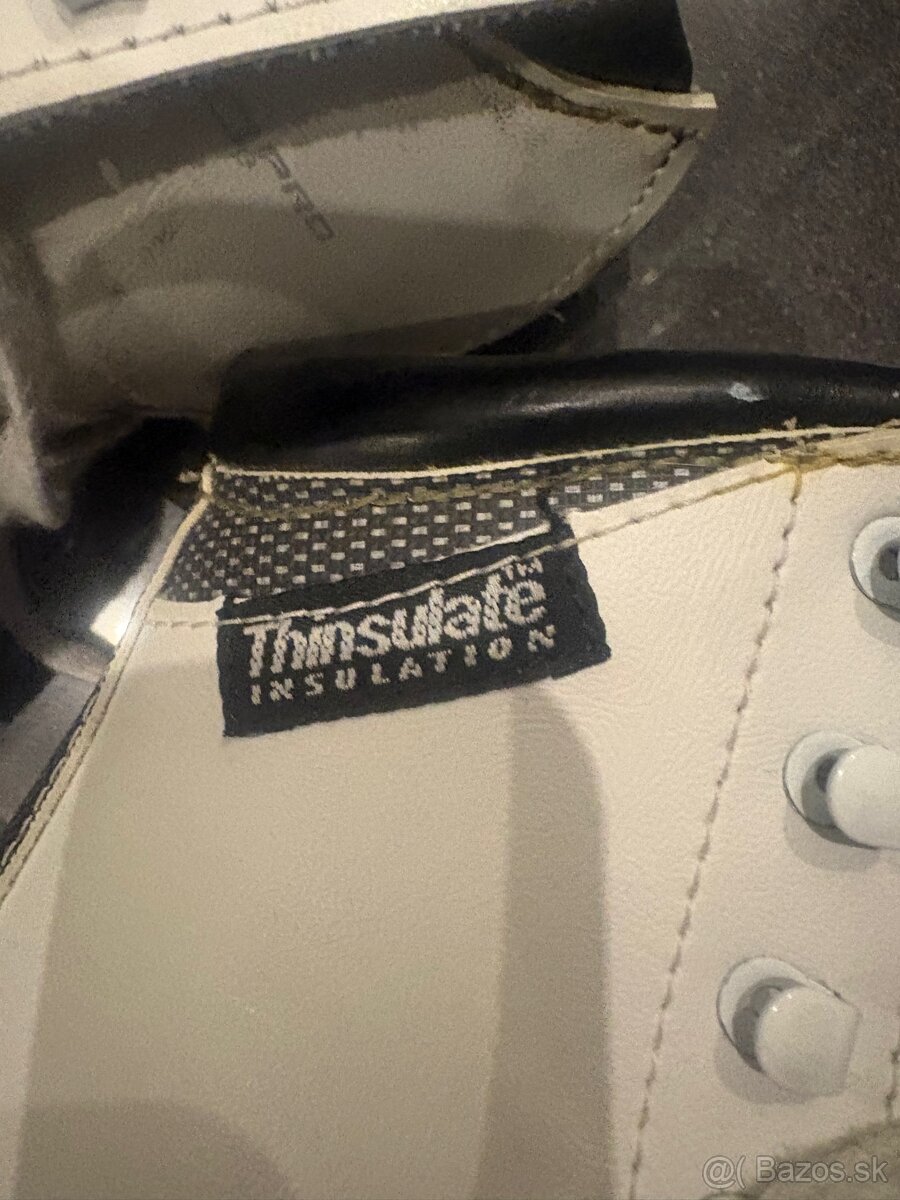 Thinsulate™
INSULATION
@( Bazos.sk